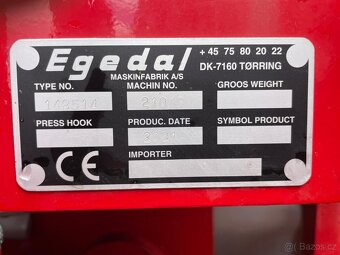 Egedal
+ 45 75 80 20 22
DK-7160 TØRRING
MASKINFABRIK A/S
TYPE NO.
MACHIN NO.
GROOS WEIGHT
PRESS HOOK
PRODUC. DATE
SYMBOL PRODUCT
IMPORTER
CE
Bazoš.cz